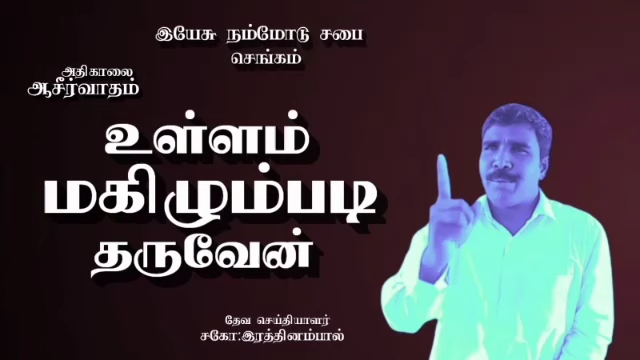 இயேசு நம்மோடு சபை
செங்கம்
அதிகாலை
ஆசீர்வாதம்
உள்ளம்
மகிழும்படி
தருவேன்
தேவ செய்தியாளர்
சகோ:இரத்தினம்பால்